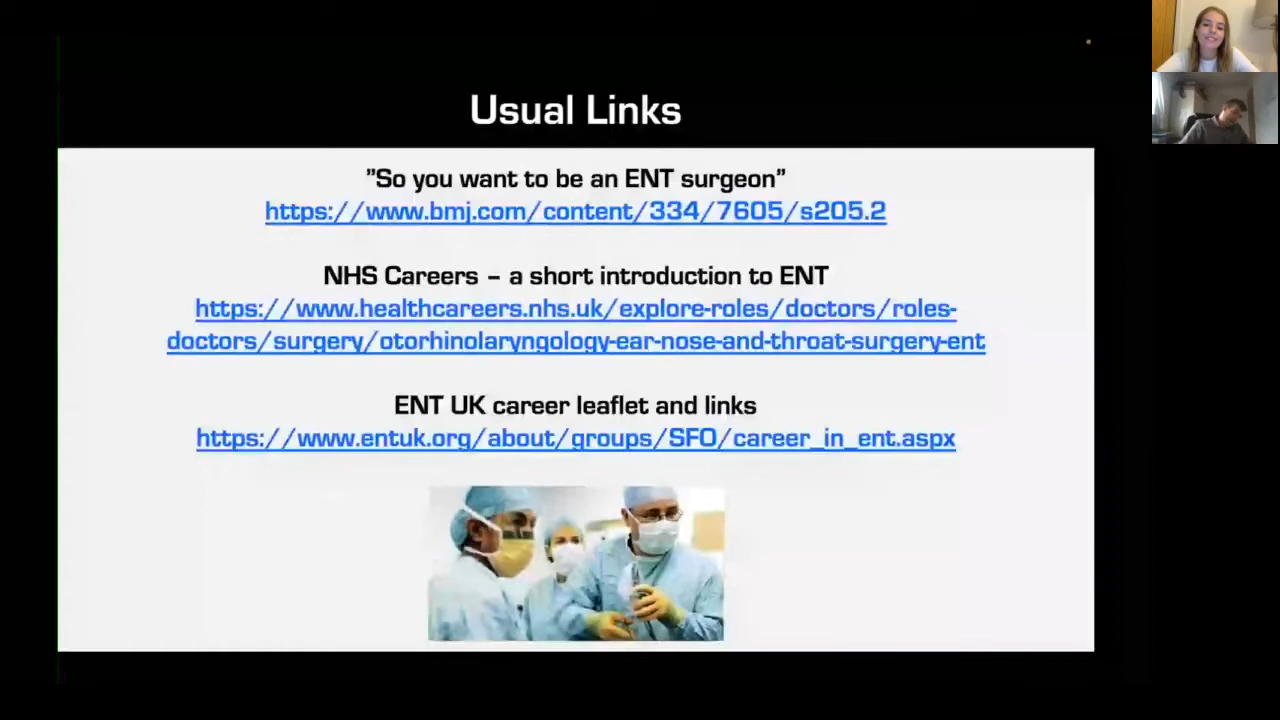 Usual Links
”So you want to be an ENT surgeon”
https://www.bmj.com/content/334/7605/s205.2
NHS Careers – a short introduction to ENT
https://www.healthcareers.nhs.uk/explore-roles/doctors/roles-
doctors/surgery/otorhinolaryngology-ear-nose-and-throat-surgery-ent
ENT UK career leaflet and links
https://www.entuk.org/about/groups/SFO/career_in_ent.aspx